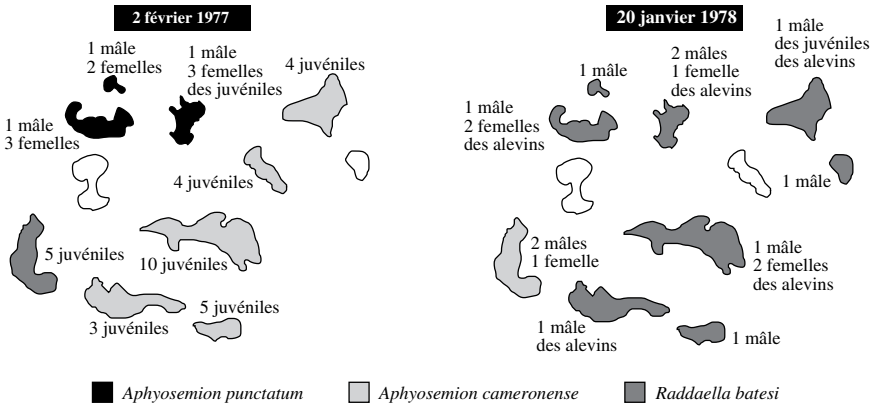 2 février 1977
1 mâle
2 femelles
1 mâle
3 femelles
des juvéniles
4 juvéniles
1 mâle
3 femelles
4 juvéniles
5 juvéniles
10 juvéniles
3 juvéniles
5 juvéniles
20 janvier 1978
1 mâle
des juvéniles
des alevins
1 mâle
2 mâles
1 femelle
des alevins
1 mâle
2 femelles
des alevins
1 mâle
2 mâles
1 femelle
1 mâle
2 femelles
des alevins
1 mâle
des alevins
1 mâle
Aphyosemion punctatum
Aphyosemion cameronense
Raddaella batesi